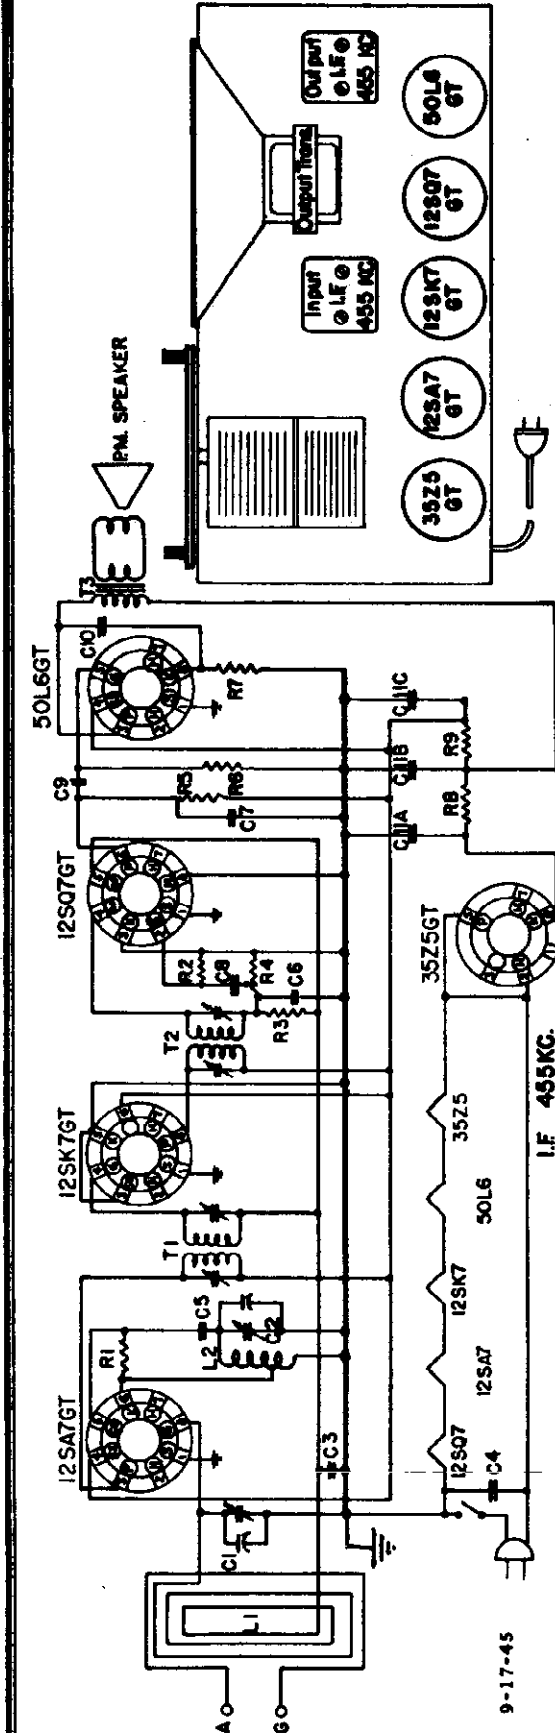 12SA7GT
12SK7GT
12SQ7GT
50L6GT
A
G
L1
C1
R1
C5
L2
C2
C3
T1
T2
R2
C8
R4
R3
C6
C9
R5
R6
C7
R7
C10
T3
P.M. SPEAKER
C11A
C11B
C11C
R8
R9
35Z5GT
12SQ7
12SA7
12SK7
50L6
35Z5
C4
I.F. 455KC.
9-17-45
Input
I.F.
455 KC
Output Trans.
Output
I.F.
455 KC
35Z5
GT
12SA7
GT
12SK7
GT
12SQ7
GT
50L6
GT